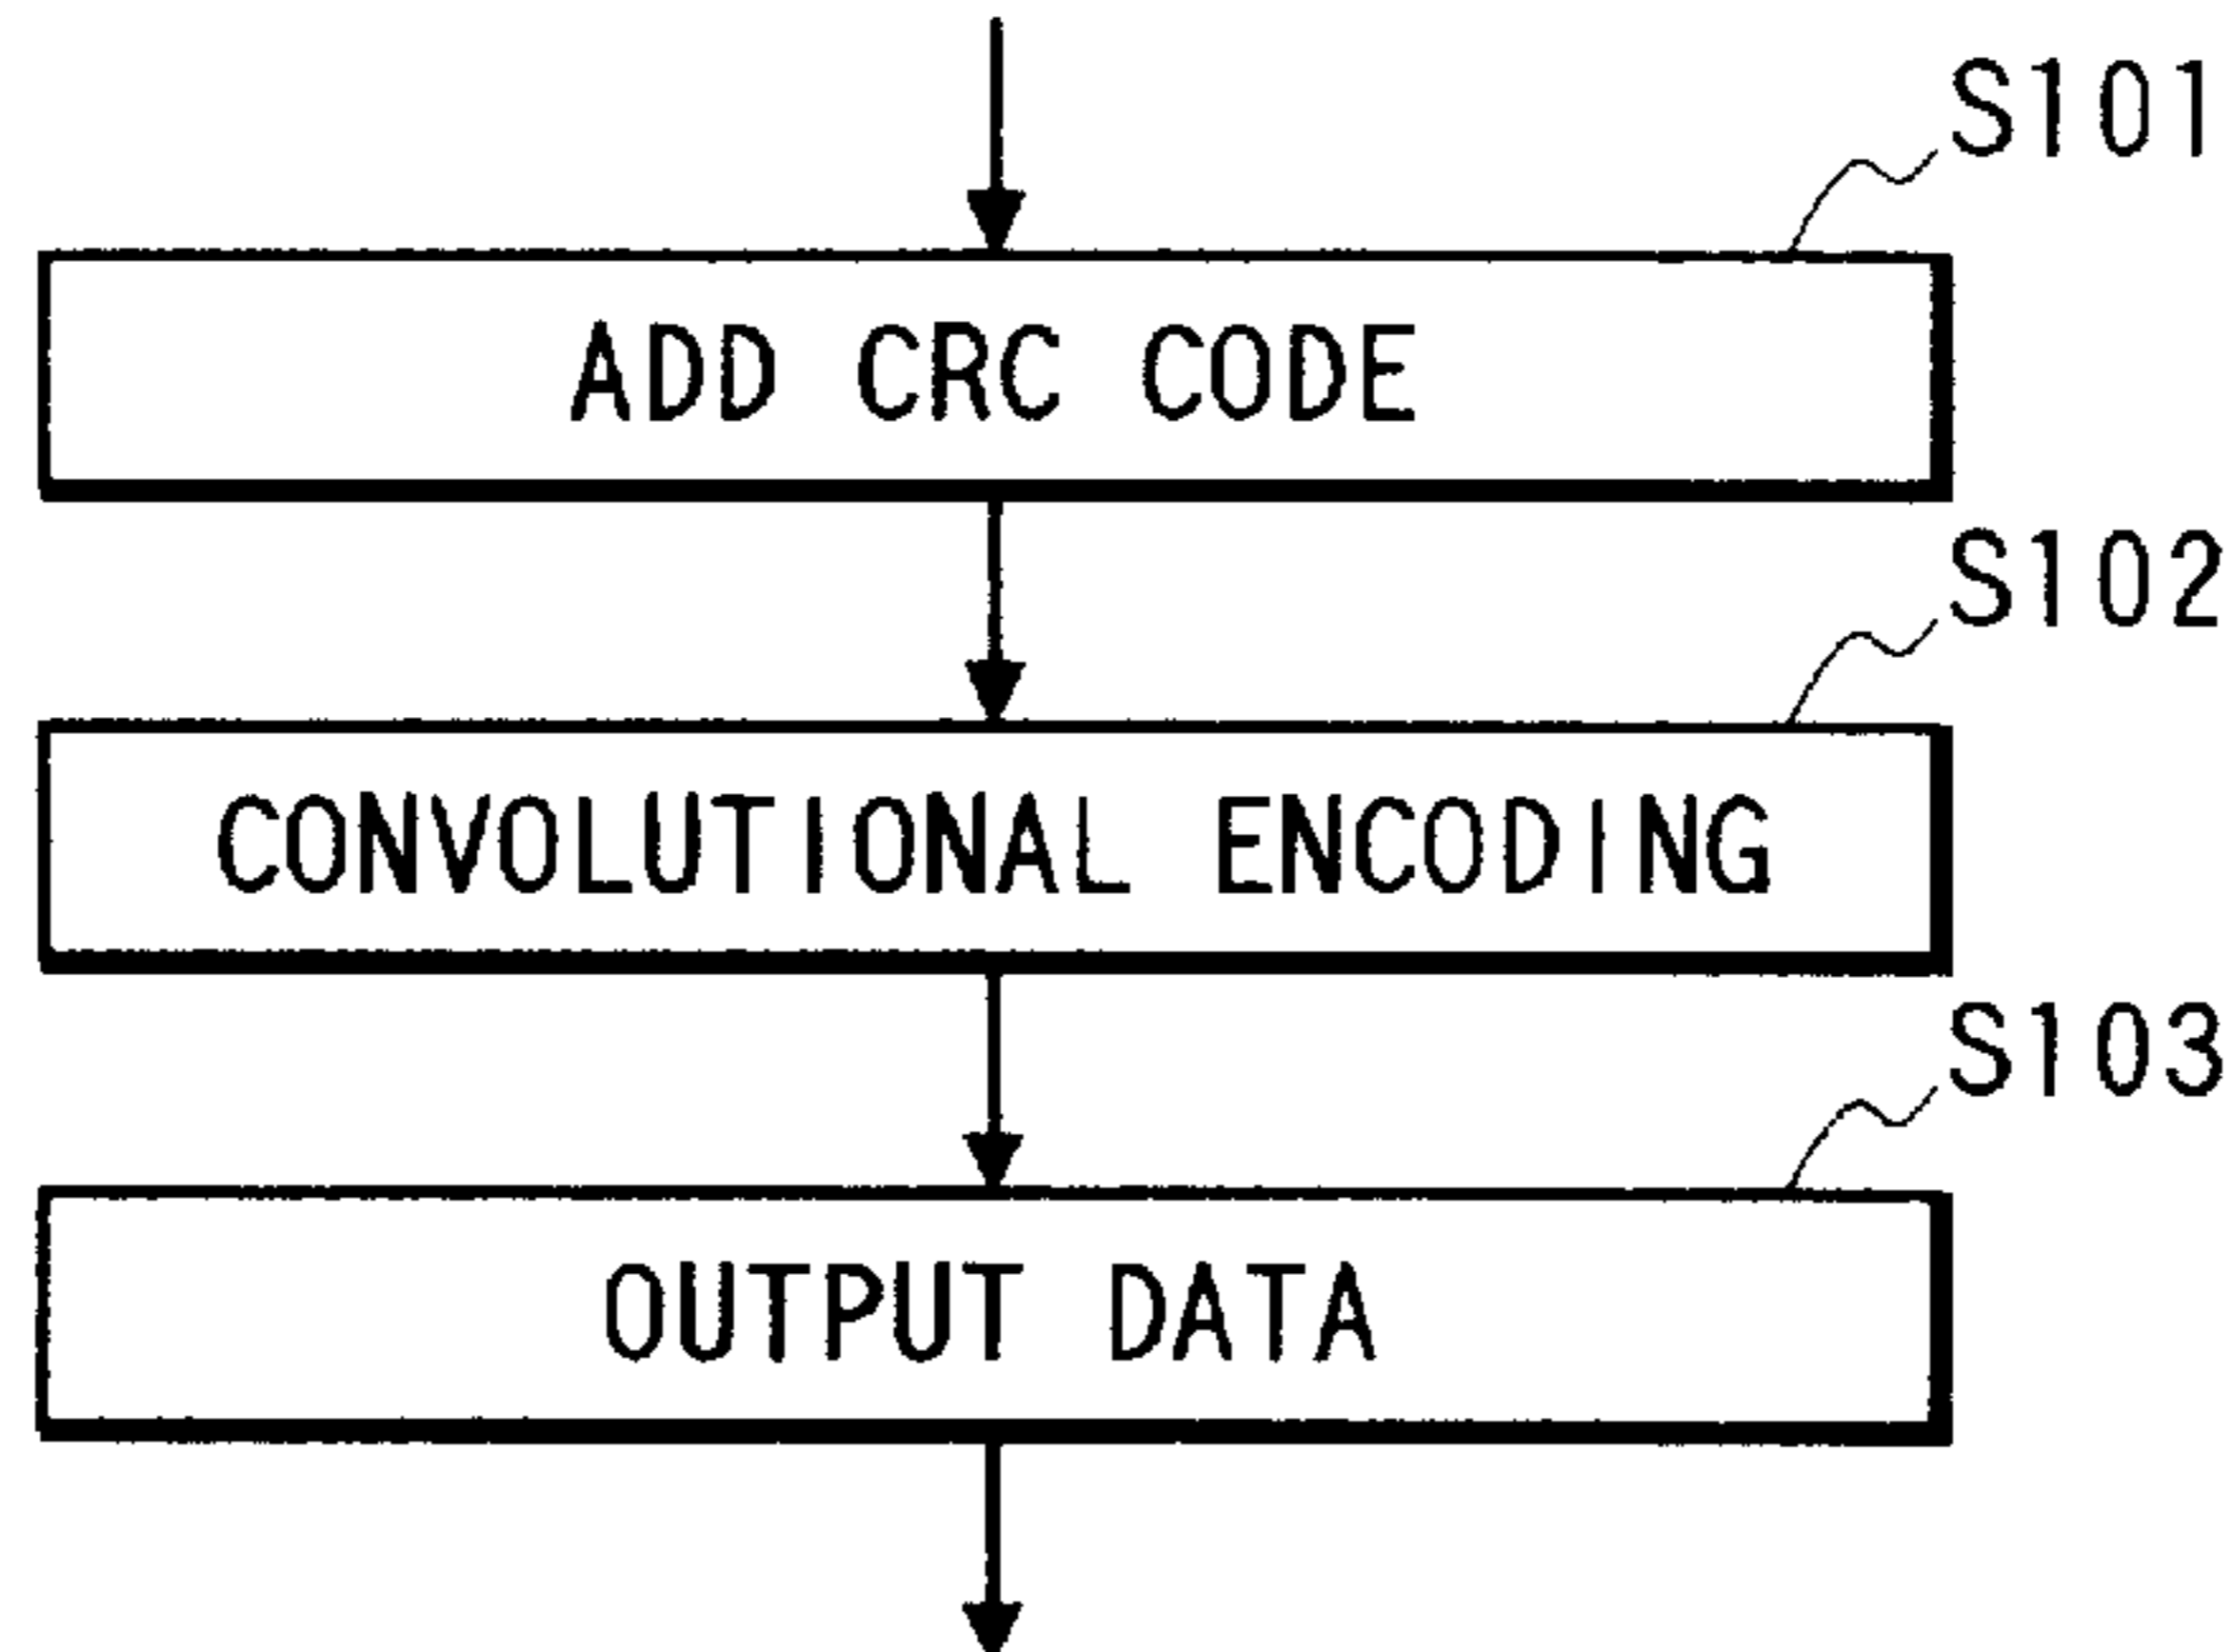 S101
ADD CRC CODE
S102
CONVOLUTIONAL ENCODING
S103
OUTPUT DATA